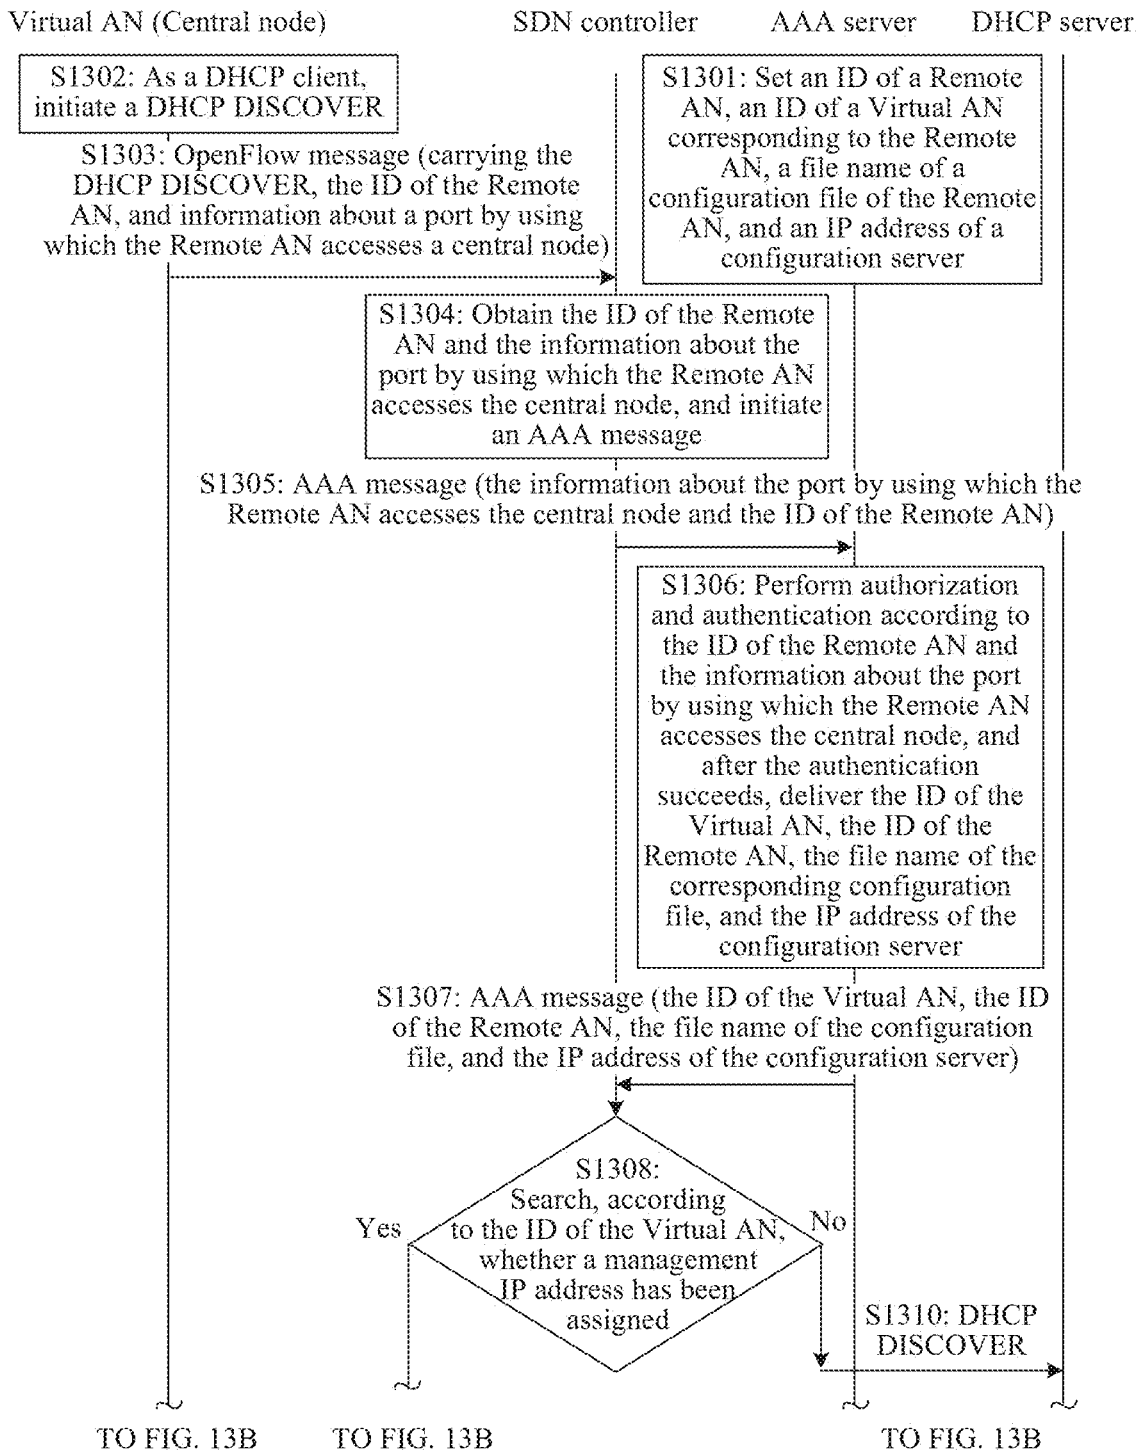 Virtual AN (Central node)
SDN controller
AAA server
DHCP server
S1302: As a DHCP client,
initiate a DHCP DISCOVER
S1301: Set an ID of a Remote
AN, an ID of a Virtual AN
corresponding to the Remote
AN, a file name of a
configuration file of the Remote
AN, and an IP address of a
configuration server
S1303: OpenFlow message (carrying the
DHCP DISCOVER, the ID of the Remote
AN, and information about a port by using
which the Remote AN accesses a central node)
S1304: Obtain the ID of the Remote
AN and the information about the
port by using which the Remote AN
accesses the central node, and initiate
an AAA message
S1305: AAA message (the information about the port by using which the
Remote AN accesses the central node and the ID of the Remote AN)
S1306: Perform authorization
and authentication according to
the ID of the Remote AN and
the information about the port
by using which the Remote AN
accesses the central node, and
after the authentication
succeeds, deliver the ID of the
Virtual AN, the ID of the
Remote AN, the file name of the
corresponding configuration
file, and the IP address of the
configuration server
S1307: AAA message (the ID of the Virtual AN, the ID
of the Remote AN, the file name of the configuration
file, and the IP address of the configuration server)
S1308:
Search, according
to the ID of the Virtual AN,
whether a management
IP address has been
assigned
Yes
No
S1310: DHCP
DISCOVER
TO FIG. 13B
TO FIG. 13B
TO FIG. 13B